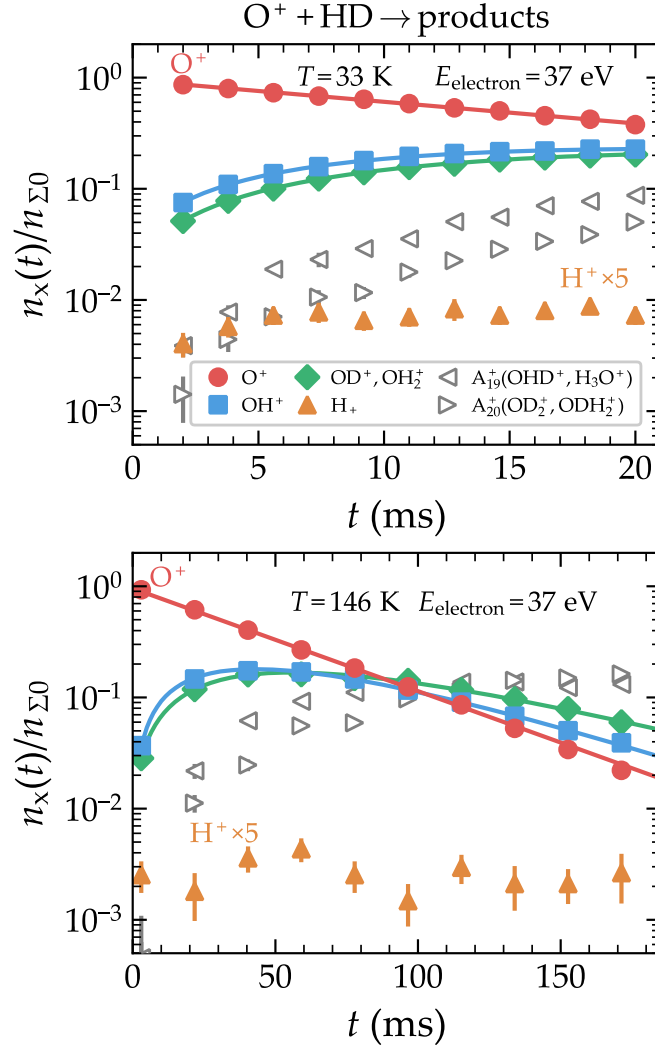 O⁺ + HD → products
O⁺
T = 33 K E_electron = 37 eV
10⁰
10⁻¹
10⁻²
10⁻³
n_x(t)/n_Σ0
H⁺×5
O⁺
OD⁺, OH₂⁺
A₁₉⁺(OHD⁺, H₃O⁺)
OH⁺
H₊
A₂₀⁺(OD₂⁺, ODH₂⁺)
0 5 10 15 20
t (ms)
O⁺
T = 146 K E_electron = 37 eV
10⁰
10⁻¹
10⁻²
10⁻³
n_x(t)/n_Σ0
H⁺×5
0 50 100 150
t (ms)